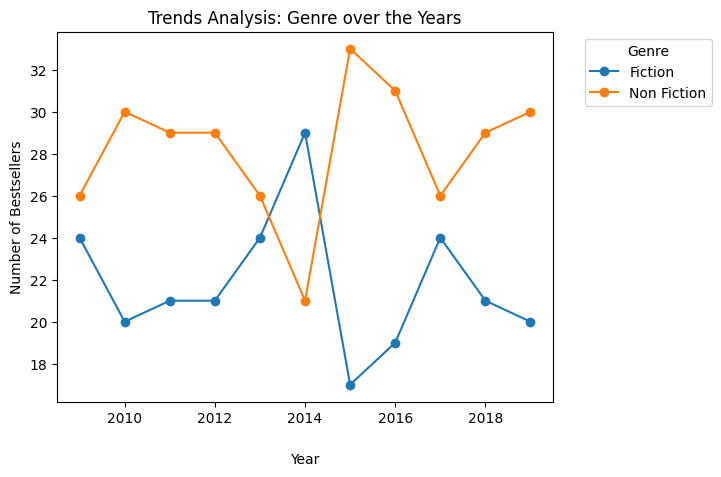 Trends Analysis: Genre over the Years
Genre
Fiction
Non Fiction
Number of Bestsellers
32
30
28
26
24
22
20
18
2010 2012 2014 2016 2018
Year